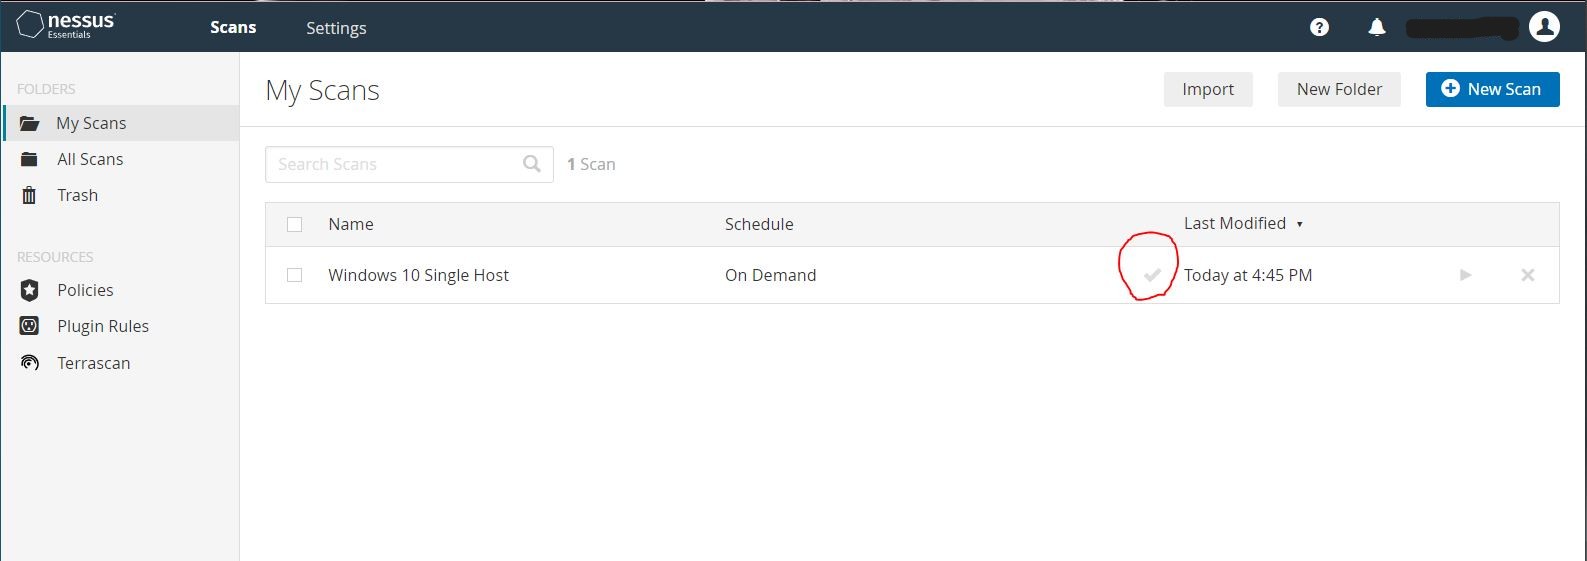 nessus
Essentials
Scans
Settings
FOLDERS
My Scans
All Scans
Trash
RESOURCES
Policies
Plugin Rules
Terrascan
My Scans
Import
New Folder
New Scan
Search Scans
1 Scan
Name
Schedule
Last Modified
Windows 10 Single Host
On Demand
Today at 4:45 PM